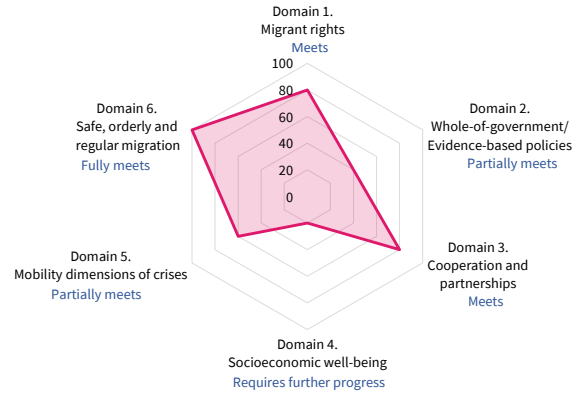 Domain 1.
Migrant rights
Meets
100
80
60
40
20
0
Domain 2.
Whole-of-government/
Evidence-based policies
Partially meets
Domain 3.
Cooperation and
partnerships
Meets
Domain 4.
Socioeconomic well-being
Requires further progress
Domain 5.
Mobility dimensions of crises
Partially meets
Domain 6.
Safe, orderly and
regular migration
Fully meets